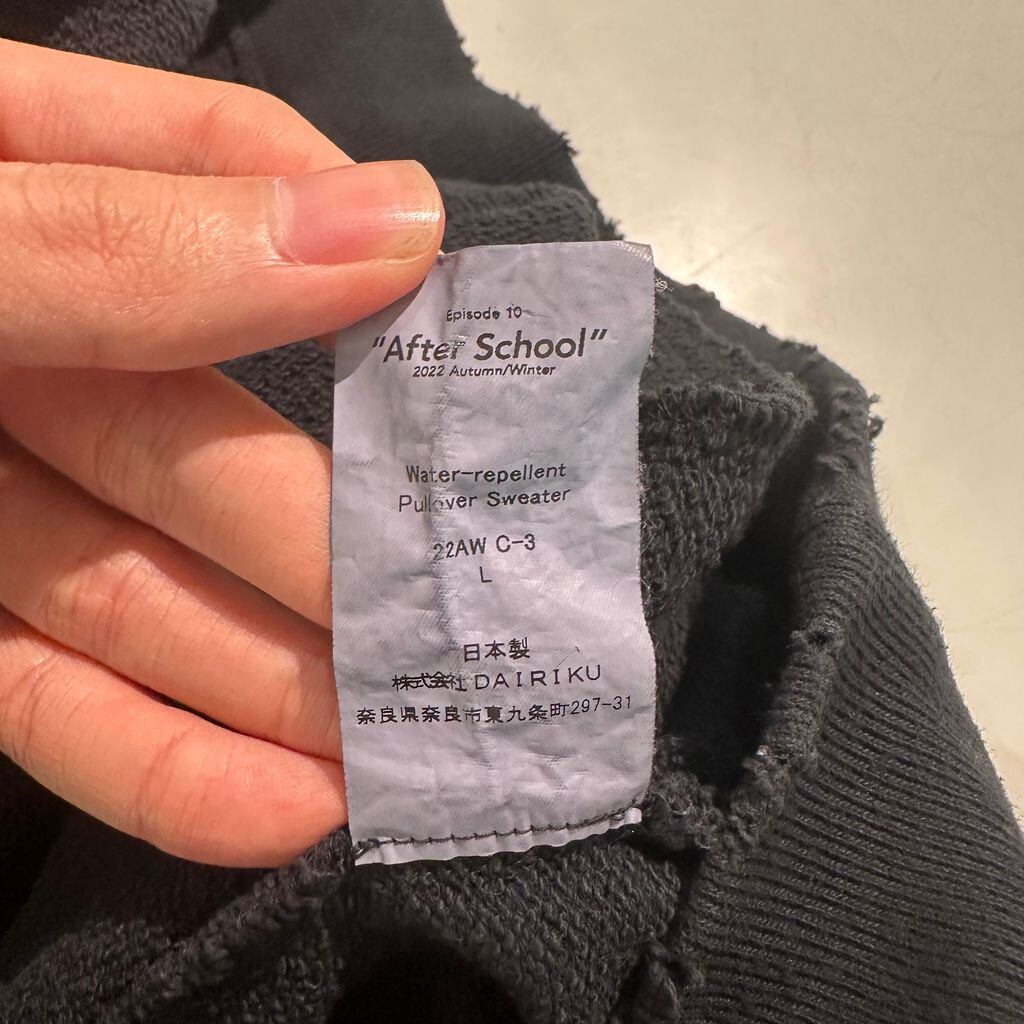 Episode 10
"After School"
2022 Autumn/Winter
Water-repellent
Pullover Sweater
22AW C-3
L
日本製
株式会社DAIRIKU
奈良県奈良市東九条町297-31